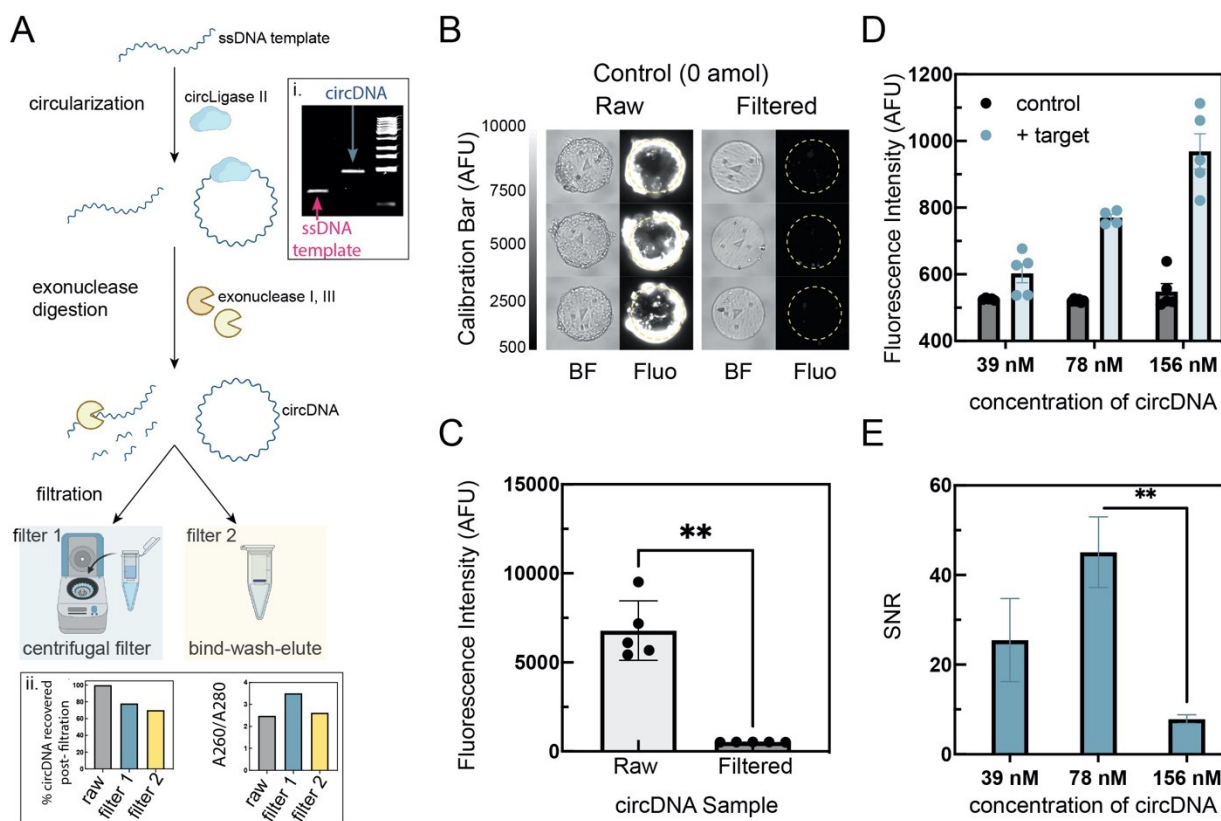 A
ssDNA template
circularization
circLigase II
i.
circDNA
ssDNA
template
exonuclease
digestion
exonuclease I, III
circDNA
filtration
filter 1
centrifugal filter
filter 2
bind-wash-elute
ii.
% circDNA recovered
post- filtration
100
80
60
40
20
0
raw
filter 1
filter 2
A260/A280
4
3
2
1
0
raw
filter 1
filter 2
B
Control (0 amol)
Raw
Filtered
Calibration Bar (AFU)
10000
7500
5000
2500
500
BF
Fluo
BF
Fluo
C
Fluorescence Intensity (AFU)
15000
10000
5000
0
**
Raw
Filtered
circDNA Sample
D
Fluorescence Intensity (AFU)
1200
1000
800
600
400
control
+ target
39 nM
78 nM
156 nM
concentration of circDNA
E
SNR
60
40
20
0
**
39 nM
78 nM
156 nM
concentration of circDNA